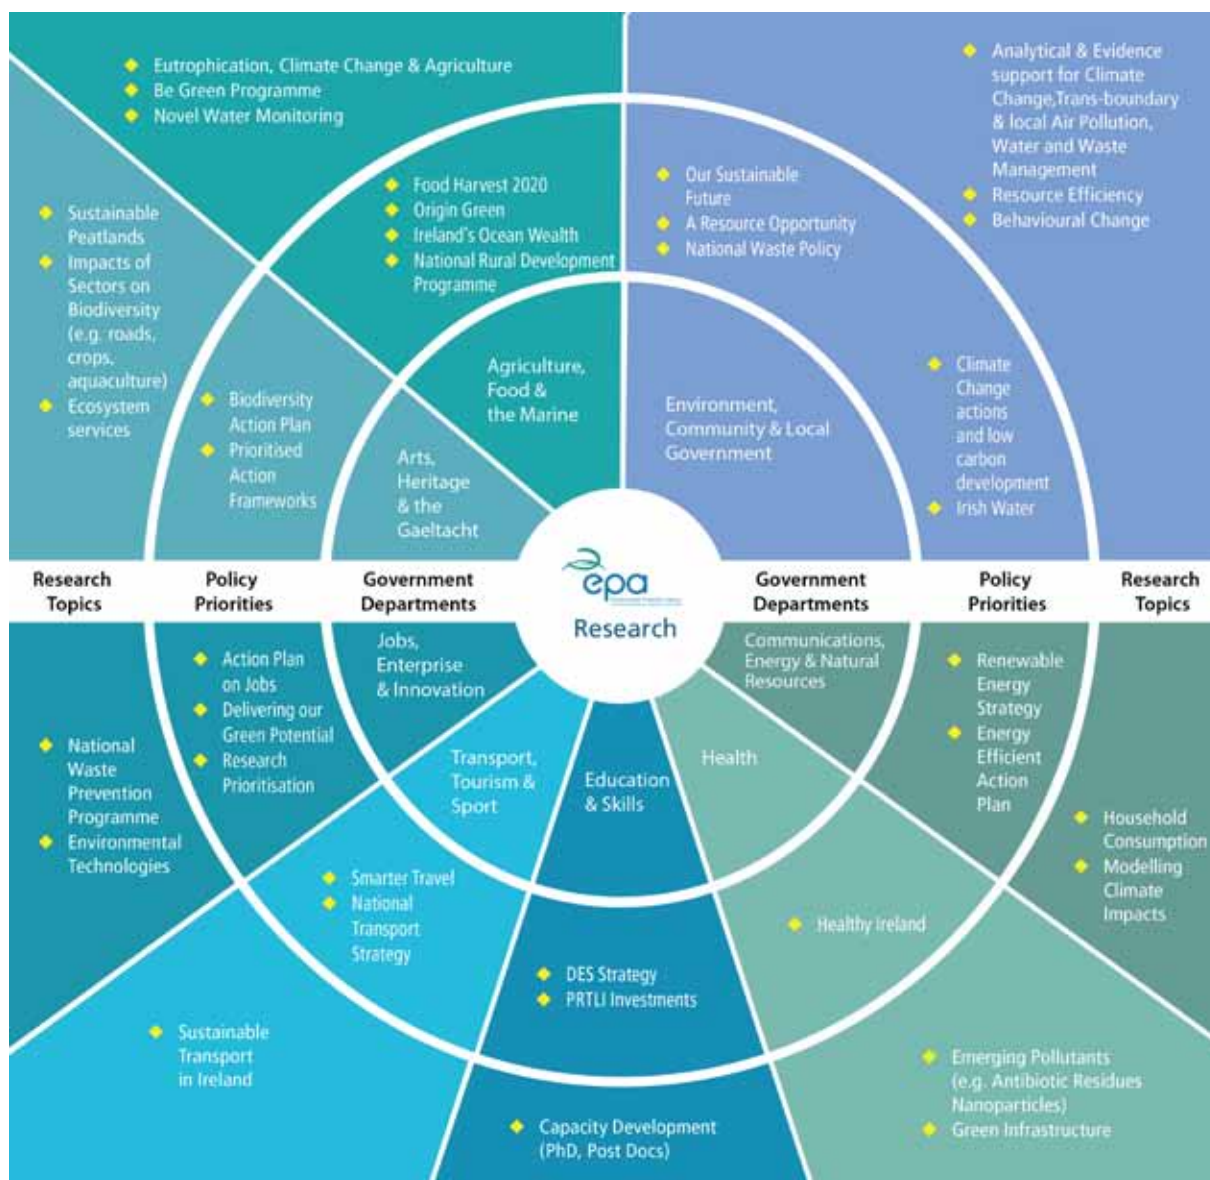 Eutrophication, Climate Change & Agriculture
Be Green Programme
Novel Water Monitoring
Analytical & Evidence
support for Climate
Change,Trans-boundary
& local Air Pollution,
Water and Waste
Management
Resource Efficiency
Behavioural Change
Food Harvest 2020
Origin Green
Ireland's Ocean Wealth
National Rural Development
Programme
Our Sustainable
Future
A Resource Opportunity
National Waste Policy
Sustainable
Peatlands
Impacts of
Sectors on
Biodiversity
(e.g. roads,
crops,
aquaculture)
Ecosystem
services
Biodiversity
Action Plan
Prioritised
Action
Frameworks
Arts,
Heritage
& the
Gaeltacht
Agriculture,
Food &
the Marine
Environment,
Community & Local
Government
Climate
Change
actions
and low
carbon
development
Irish Water
Research
Topics
Policy
Priorities
Government
Departments
epa
Research
Government
Departments
Policy
Priorities
Research
Topics
National
Waste
Prevention
Programme
Environmental
Technologies
Action Plan
on Jobs
Delivering our
Green Potential
Research
Prioritisation
Jobs,
Enterprise
& Innovation
Transport,
Tourism &
Sport
Education
& Skills
Health
Communications,
Energy & Natural
Resources
Renewable
Energy
Strategy
Energy
Efficient
Action
Plan
Household
Consumption
Modelling
Climate
Impacts
Smarter Travel
National
Transport
Strategy
DES Strategy
PRTLI Investments
Healthy Ireland
Sustainable
Transport
in Ireland
Capacity Development
(PhD, Post Docs)
Emerging Pollutants
(e.g. Antibiotic Residues
Nanoparticles)
Green Infrastructure